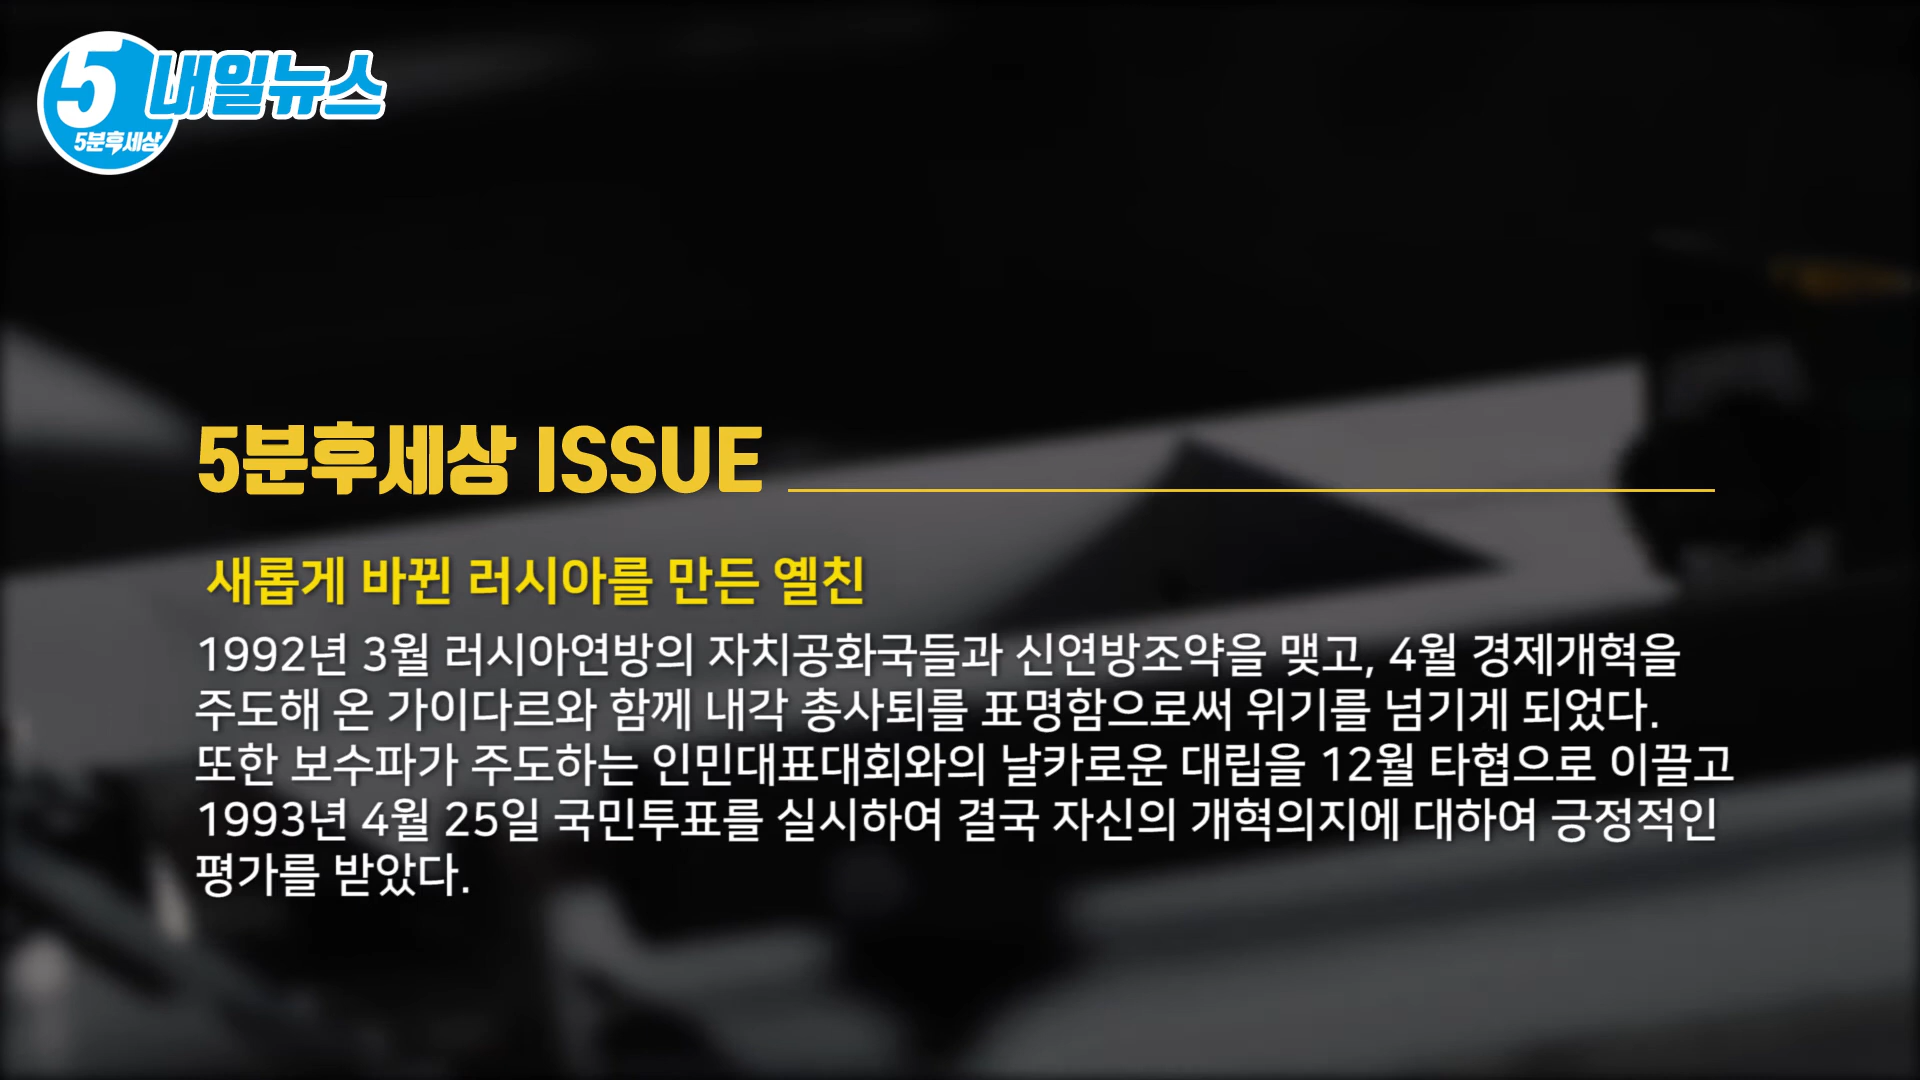 5 내일뉴스
5분후세상
5분후세상 ISSUE
새롭게 바뀐 러시아를 만든 옐친
1992년 3월 러시아연방의 자치공화국들과 신연방조약을 맺고, 4월 경제개혁을
주도해 온 가이다르와 함께 내각 총사퇴를 표명함으로써 위기를 넘기게 되었다.
또한 보수파가 주도하는 인민대표대회와의 날카로운 대립을 12월 타협으로 이끌고
1993년 4월 25일 국민투표를 실시하여 결국 자신의 개혁의지에 대하여 긍정적인
평가를 받았다.